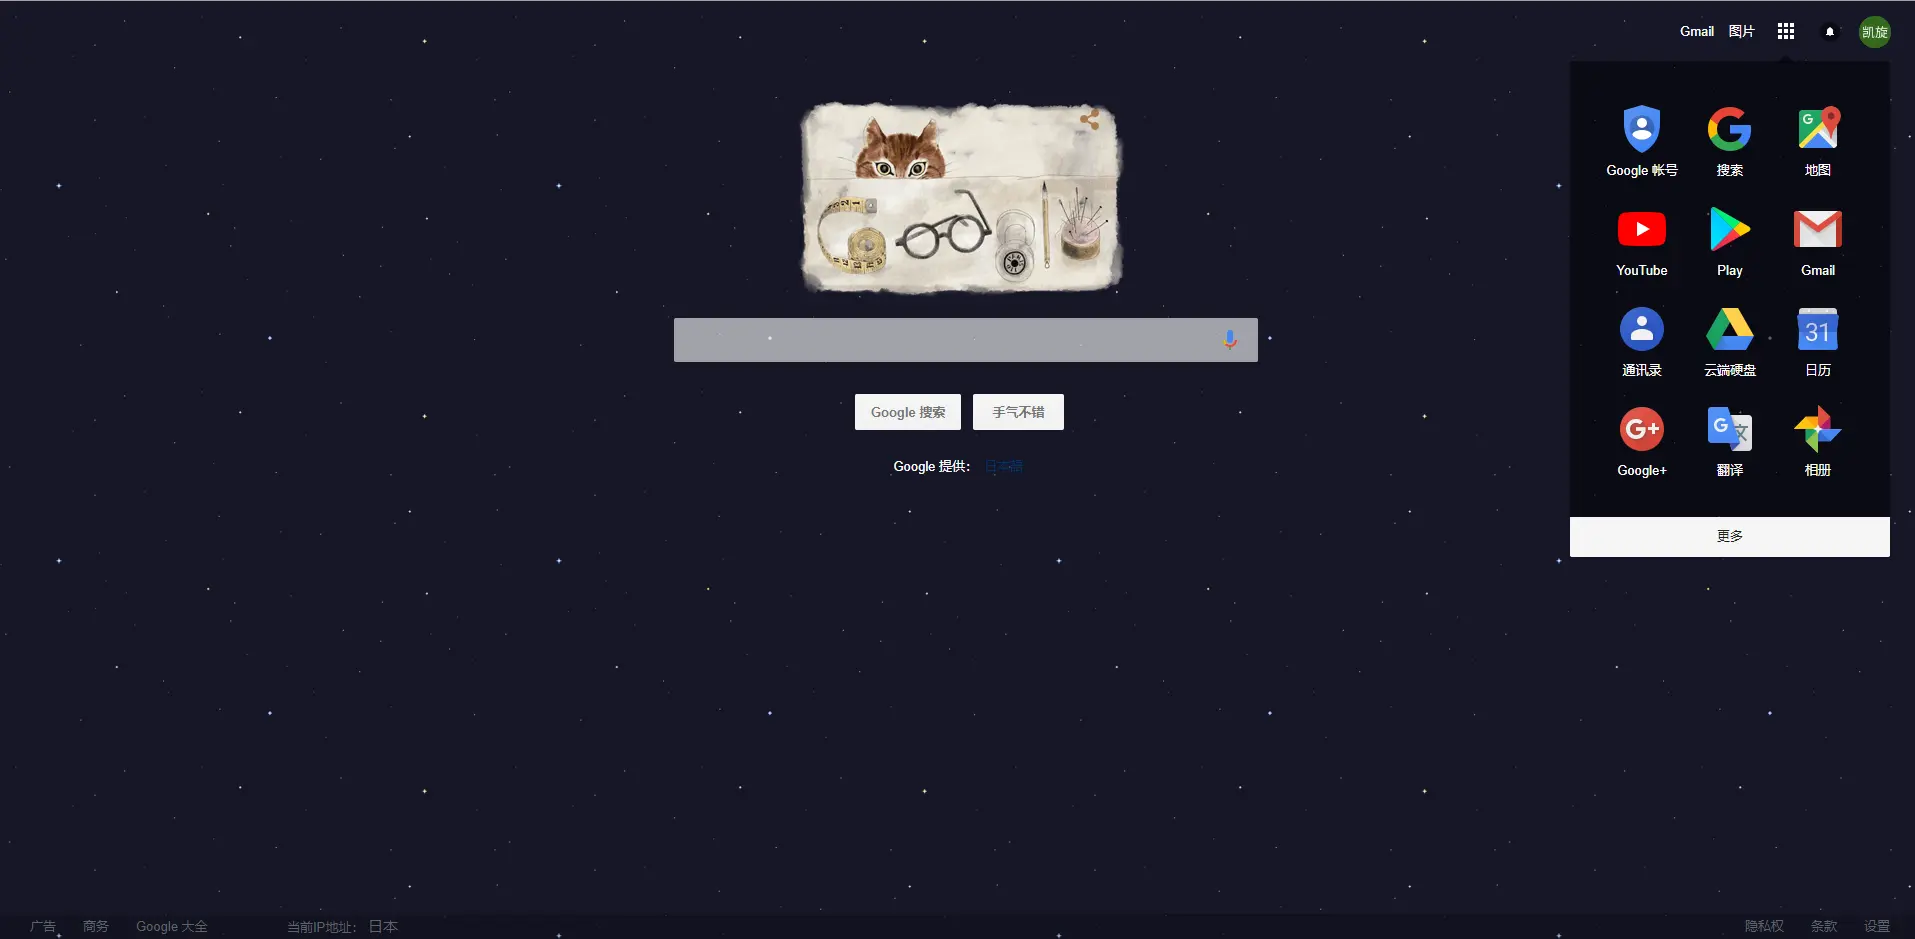 Gmail 图片 凯旋
Google 帐号 搜索 地图
YouTube Play Gmail
31
通讯录 云端硬盘 日历
Google+ 翻译 相册
更多
Google 搜索 手气不错
Google 提供： 日本語
广告 商务 Google 大全 当前IP地址： 日本 隐私权 条款 设置